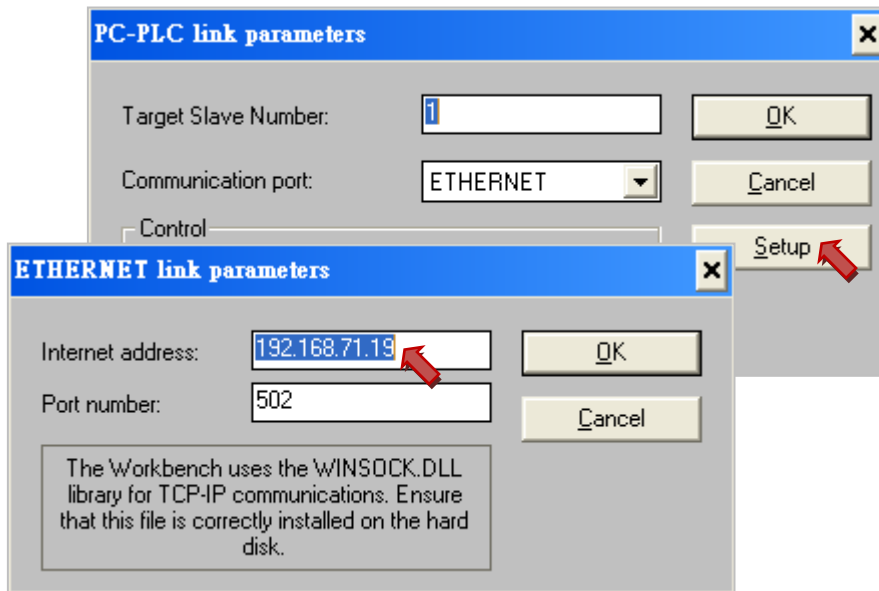 PC-PLC link parameters
Target Slave Number:
1
OK
Communication port:
ETHERNET
Cancel
Control
Setup
ETHERNET link parameters
Internet address:
192.168.71.19
OK
Port number:
502
Cancel
The Workbench uses the WINSOCK.DLL
library for TCP-IP communications. Ensure
that this file is correctly installed on the hard
disk.